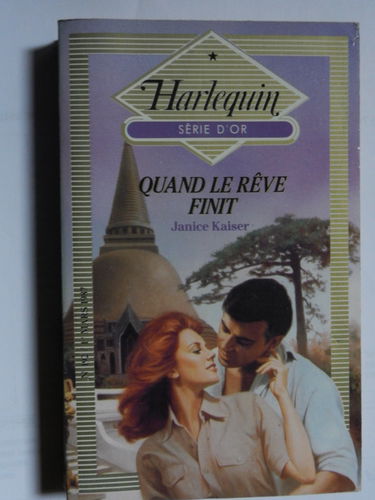 Harlequin
SÉRIE D'OR
QUAND LE RÊVE
FINIT
Janice Kaiser